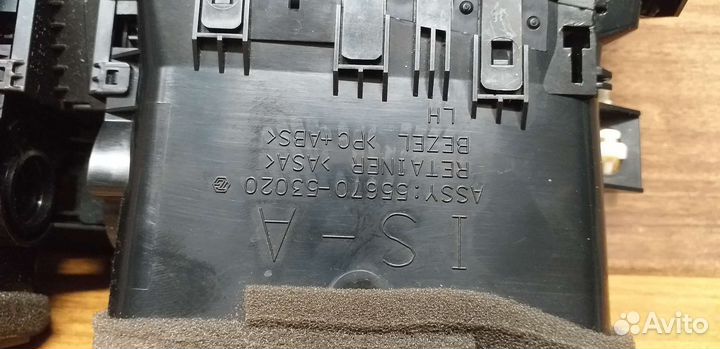 IS-A
ASSY:55670-53020
RETAINER >ASA<
BEZEL >PC+ABS<
LH
Avito